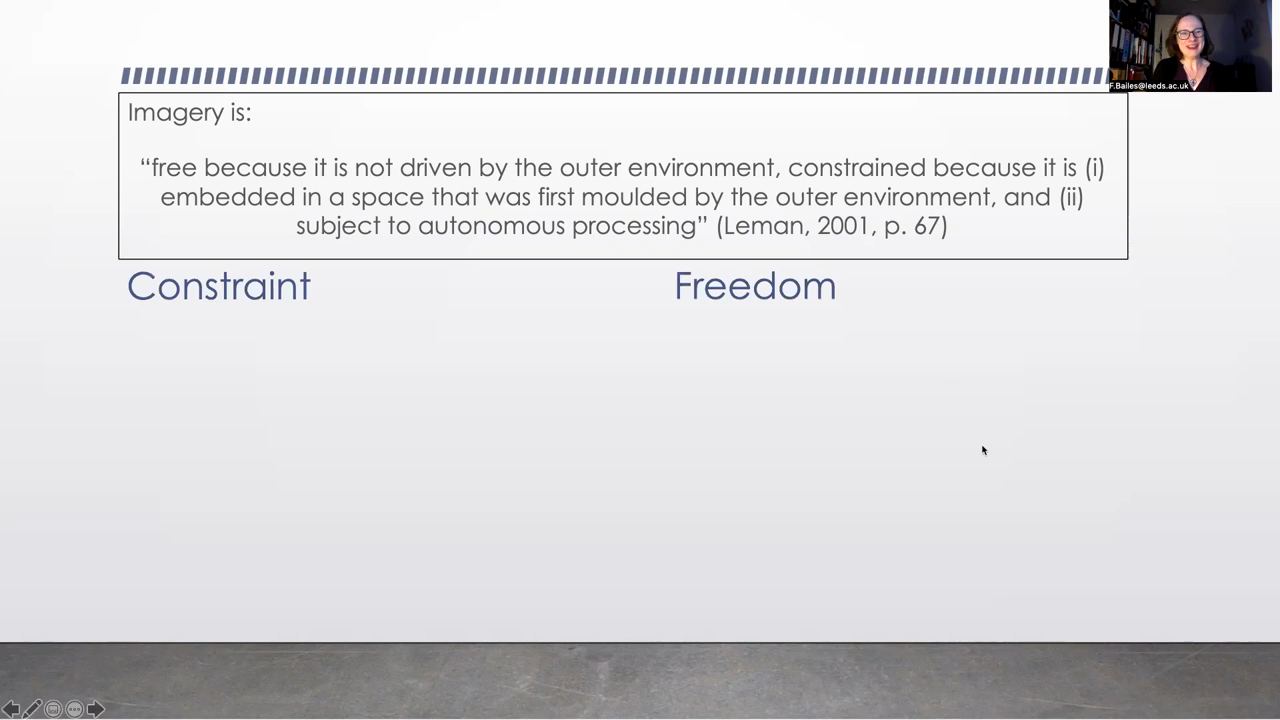 F.Bailes@leeds.ac.uk
Imagery is:
“free because it is not driven by the outer environment, constrained because it is (i)
embedded in a space that was first moulded by the outer environment, and (ii)
subject to autonomous processing” (Leman, 2001, p. 67)
Constraint
Freedom